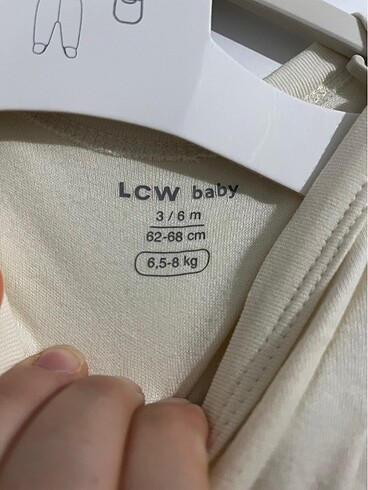 LCW baby
3 / 6 m
62-68 cm
6,5-8 kg